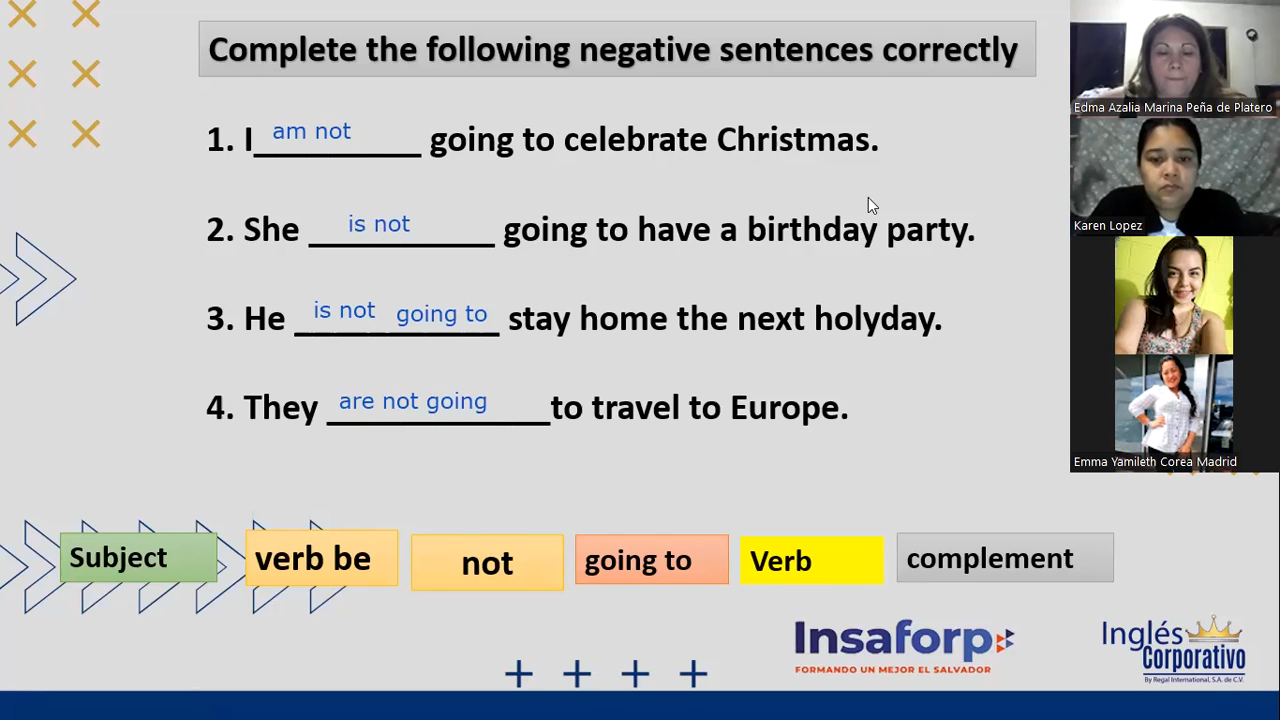 Complete the following negative sentences correctly
1. I am not going to celebrate Christmas.
2. She is not going to have a birthday party.
3. He is not going to stay home the next holyday.
4. They are not going to travel to Europe.
Subject verb be not going to Verb complement
Insaforp
FORMANDO UN MEJOR EL SALVADOR
Inglés
Corporativo
By Regal International, S.A. de C.V.
Edma Azalia Marina Peña de Platero
Karen Lopez
Emma Yamileth Corea Madrid